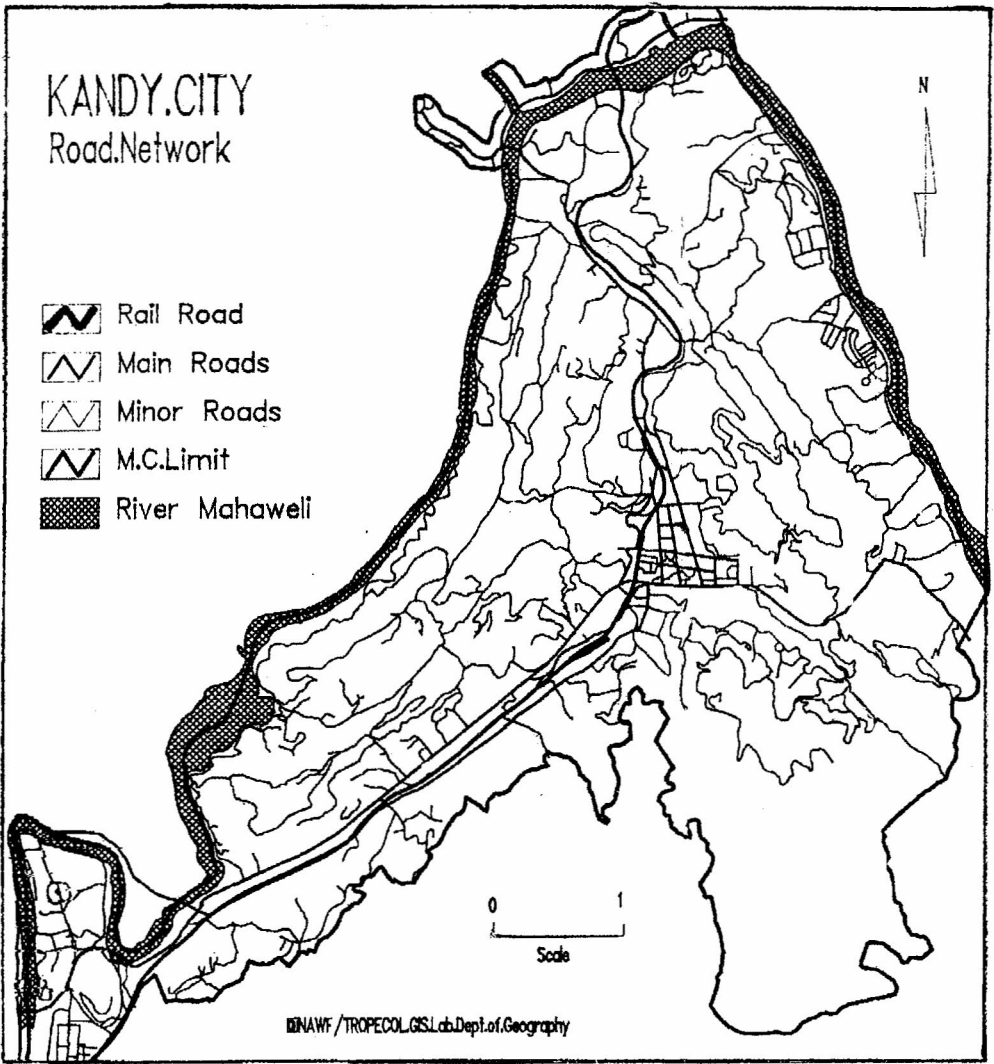 KANDY.CITY
Road.Network
N
Rail Road
Main Roads
Minor Roads
M.C.Limit
River Mahaweli
0 1
Scale
/TROPECOL.GIS.Lab.Dept.of.Geography